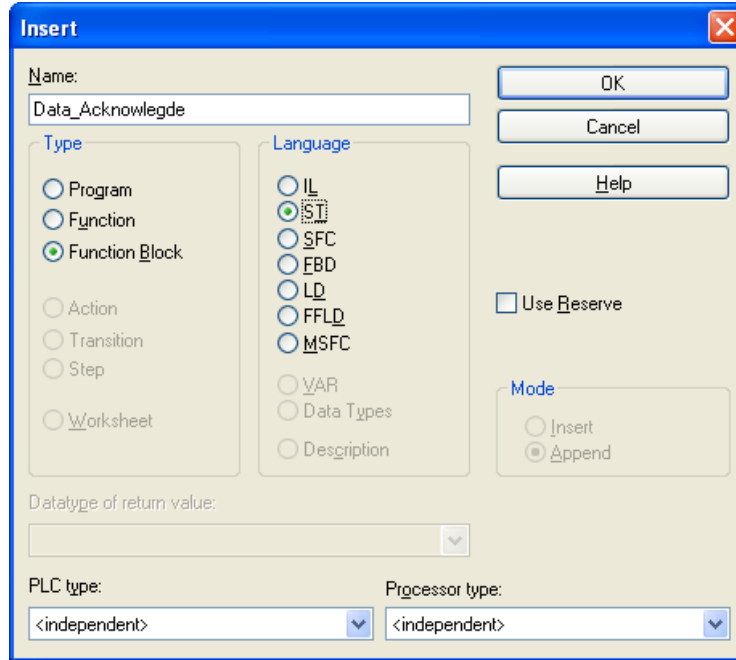 Insert
Name:
Data_Acknowlegde
OK
Cancel
Help
Type
Program
Function
Function Block
Action
Transition
Step
Worksheet
Language
IL
ST
SFC
FBD
LD
FFLD
MSFC
VAR
Data Types
Description
Use Reserve
Mode
Insert
Append
Datatype of return value:
PLC type:
<independent>
Processor type:
<independent>